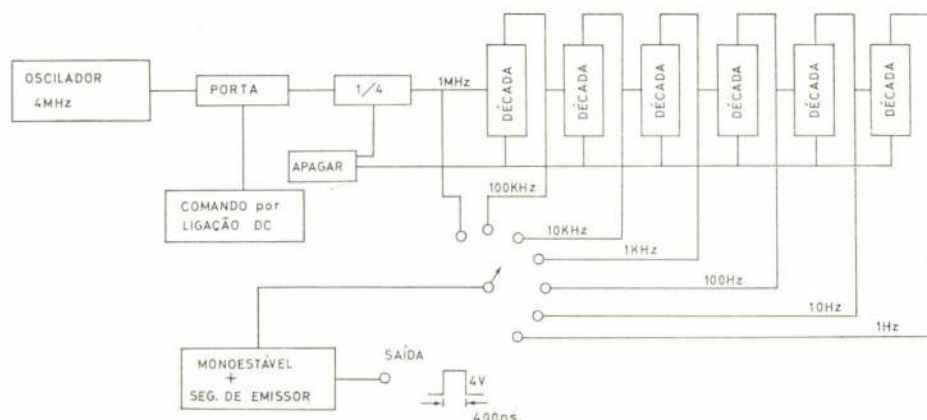 OSCILADOR
4MHz
PORTA
1/4
1MHz
DÉCADA
DÉCADA
DÉCADA
DÉCADA
DÉCADA
DÉCADA
APAGAR
COMANDO por
LIGAÇÃO DC
100KHz
10KHz
1KHz
100Hz
10Hz
1Hz
MONOESTÁVEL
+
SEG. DE EMISSOR
SAÍDA
4V
400ns